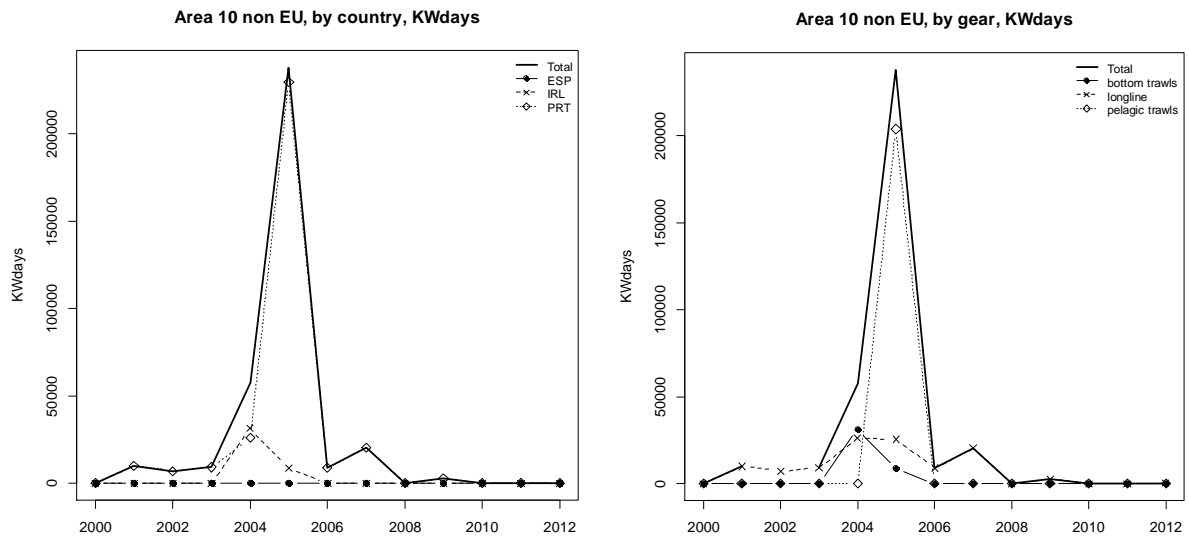 Area 10 non EU, by country, KWdays
Total
ESP
IRL
PRT
KWdays
200000
150000
100000
50000
0
2000 2002 2004 2006 2008 2010 2012
Area 10 non EU, by gear, KWdays
Total
bottom trawls
longline
pelagic trawls
KWdays
200000
150000
100000
50000
0
2000 2002 2004 2006 2008 2010 2012